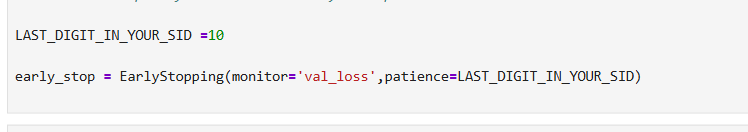 LAST_DIGIT_IN_YOUR_SID =10
early_stop = EarlyStopping(monitor='val_loss',patience=LAST_DIGIT_IN_YOUR_SID)